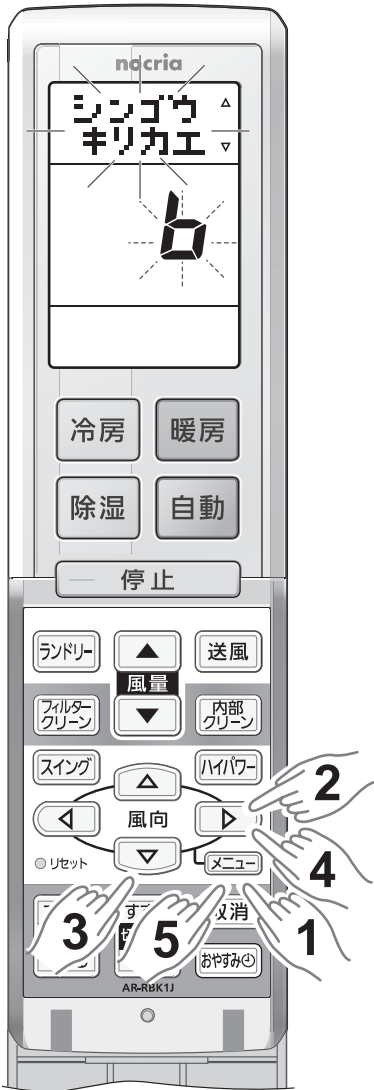 nocria
シンゴウ
キリカエ
b
冷房
暖房
除湿
自動
停止
ランドリー
▲
送風
風量
フィルター
クリーン
▼
内部
クリーン
スイング
△
ハイパワー
◁ 風向 ▷
2
リセット
▽
メニュー
4
3
5
取消
1
おやすみ
AR-RBK1J